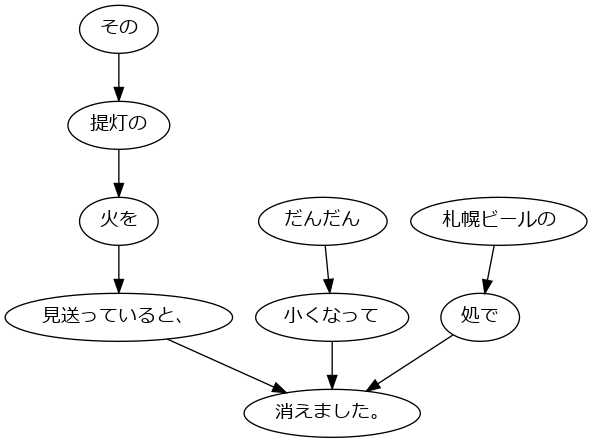 その
提灯の
火を
だんだん
札幌ビールの
見送っていると、
小くなって
処で
消えました。